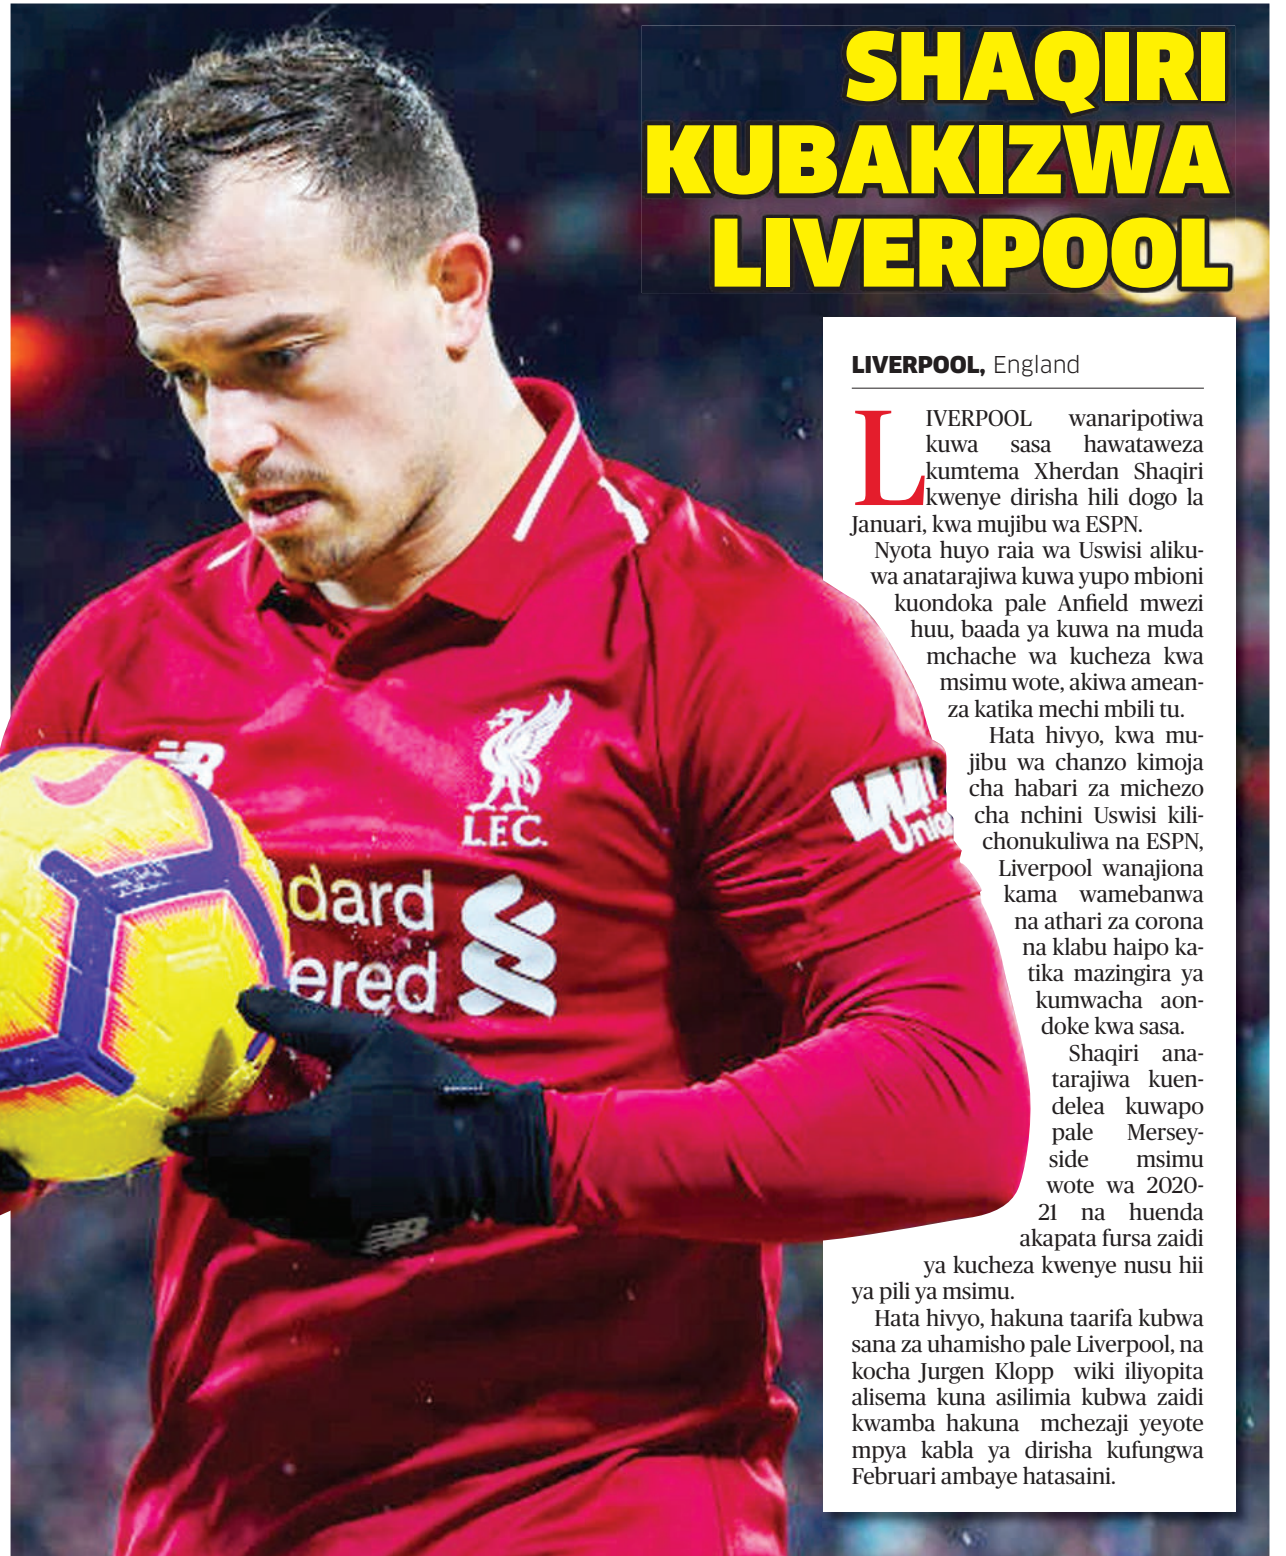 SHAQIRI
KUBAKIZWA
LIVERPOOL
LIVERPOOL, England
LIVERPOOL wanaripotiwa
kuwa sasa hawataweza
kumtema Xherdan Shaqiri
kwenye dirisha hili dogo la
Januari, kwa mujibu wa ESPN.
Nyota huyo raia wa Uswisi aliku-
wa anatarajiwa kuwa yupo mbioni
kuondoka pale Anfield mwezi
huu, baada ya kuwa na muda
mchache wa kucheza kwa
msimu wote, akiwa amean-
za katika mechi mbili tu.
Hata hivyo, kwa mu-
jibu wa chanzo kimoja
cha habari za michezo
cha nchini Uswisi kili-
chonukuliwa na ESPN,
Liverpool wanajiona
kama wamebanwa
na athari za corona
na klabu haipo ka-
tika mazingira ya
kumwacha aon-
doke kwa sasa.
Shaqiri ana-
tarajiwa kuen-
delea kuwapo
pale Mersey-
side msimu
wote wa 2020-
21 na huenda
akapata fursa zaidi
ya kucheza kwenye nusu hii
ya pili ya msimu.
Hata hivyo, hakuna taarifa kubwa
sana za uhamisho pale Liverpool, na
kocha Jurgen Klopp wiki iliyopita
alisema kuna asilimia kubwa zaidi
kwamba hakuna mchezaji yeyote
mpya kabla ya dirisha kufungwa
Februari ambaye hatasaini.
NB
L.F.C.
W
Union
dard
ered
NB